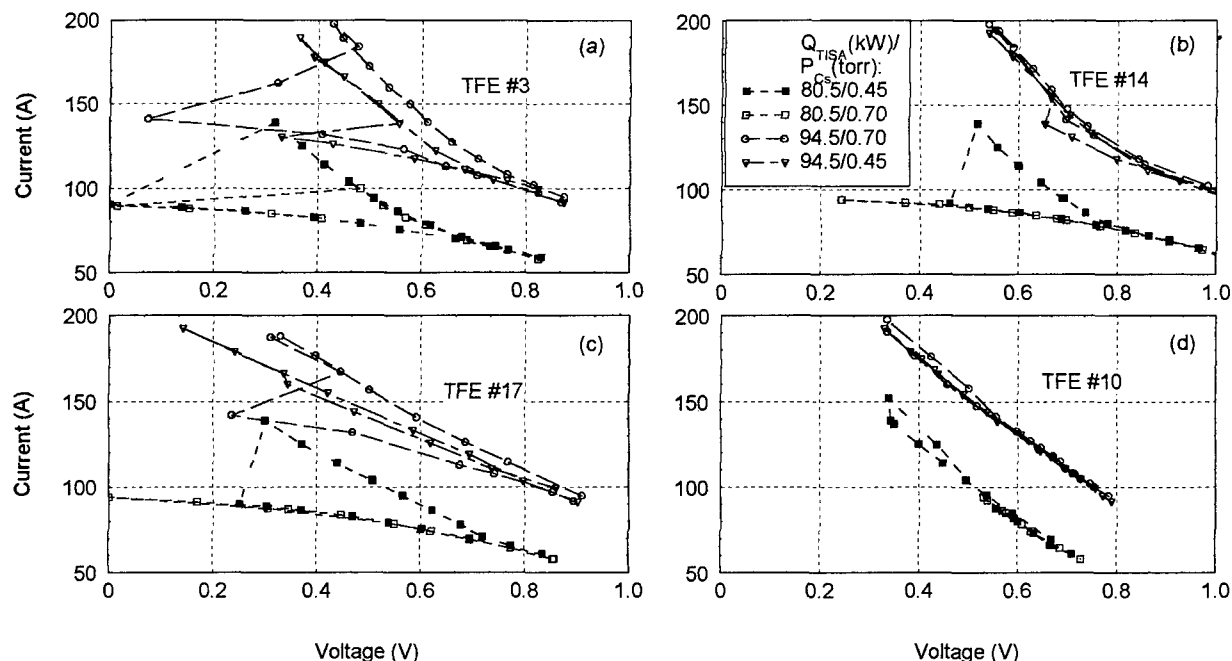 200
150
100
50
Current (A)
(a)
TFE #3
0 0.2 0.4 0.6 0.8 1.0
200
150
100
50
(b)
TFE #14
Q_TISA (kW)/
P_Cs (torr):
80.5/0.45
80.5/0.70
94.5/0.70
94.5/0.45
0 0.2 0.4 0.6 0.8 1.0
200
150
100
50
Current (A)
(c)
TFE #17
0 0.2 0.4 0.6 0.8 1.0
Voltage (V)
200
150
100
50
(d)
TFE #10
0 0.2 0.4 0.6 0.8 1.0
Voltage (V)